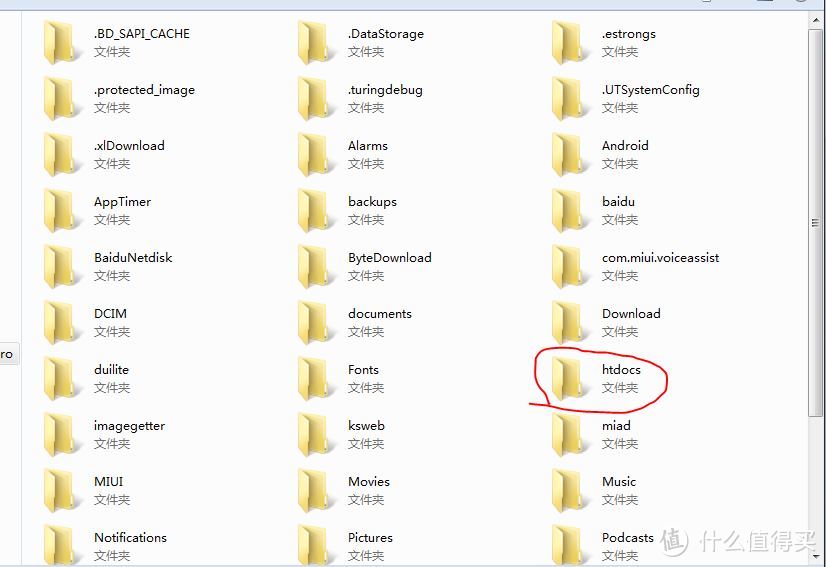 .BD_SAPI_CACHE
文件夹
.DataStorage
文件夹
.estrongs
文件夹
.protected_image
文件夹
.turingdebug
文件夹
.UTSystemConfig
文件夹
.xlDownload
文件夹
Alarms
文件夹
Android
文件夹
AppTimer
文件夹
backups
文件夹
baidu
文件夹
BaiduNetdisk
文件夹
ByteDownload
文件夹
com.miui.voiceassist
文件夹
DCIM
文件夹
documents
文件夹
Download
文件夹
ro
duilite
文件夹
Fonts
文件夹
htdocs
文件夹
imagegetter
文件夹
ksweb
文件夹
miad
文件夹
MIUI
文件夹
Movies
文件夹
Music
文件夹
Notifications
文件夹
Pictures
文件夹
Podcasts
文件夹
值 什么值得买